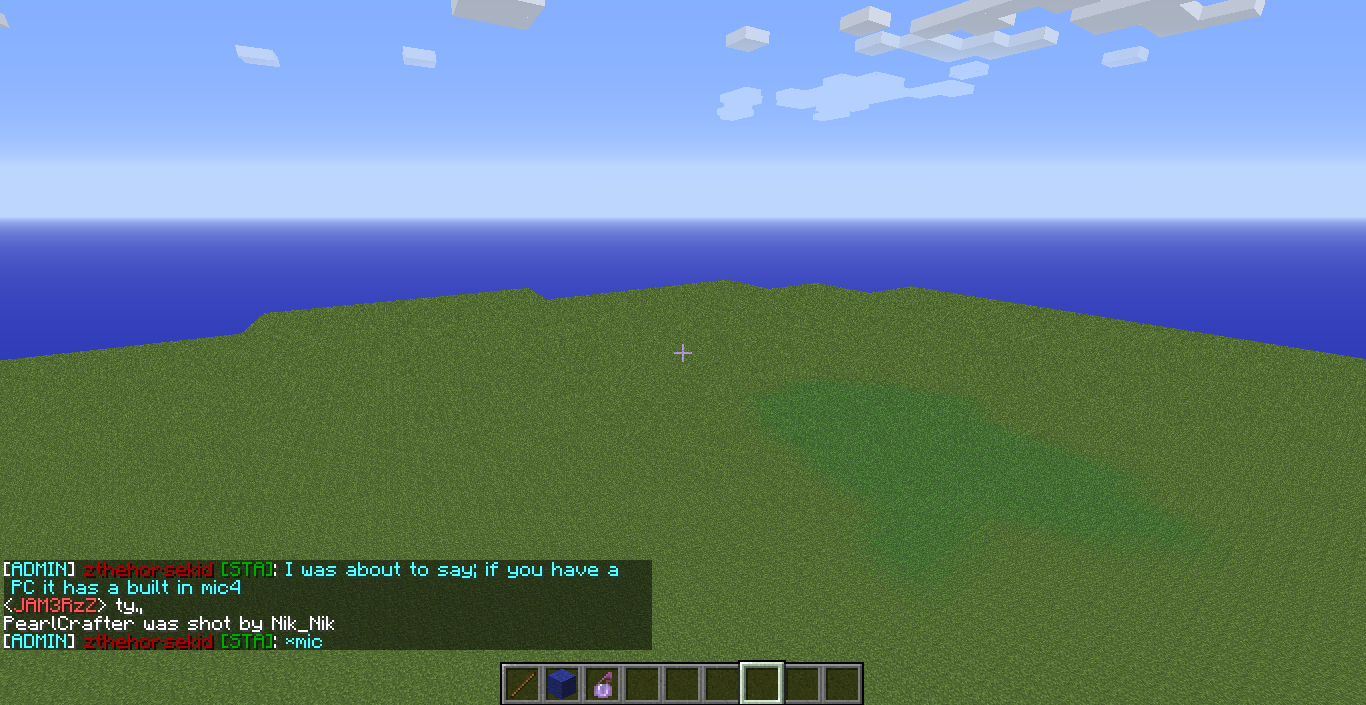 [ADMIN] zthehorsekid [STA]: I was about to say; if you have a
PC it has a built in mic4
<JAM3RzZ> ty,,
PearlCrafter was shot by Nik_Nik
[ADMIN] zthehorsekid [STA]: *mic